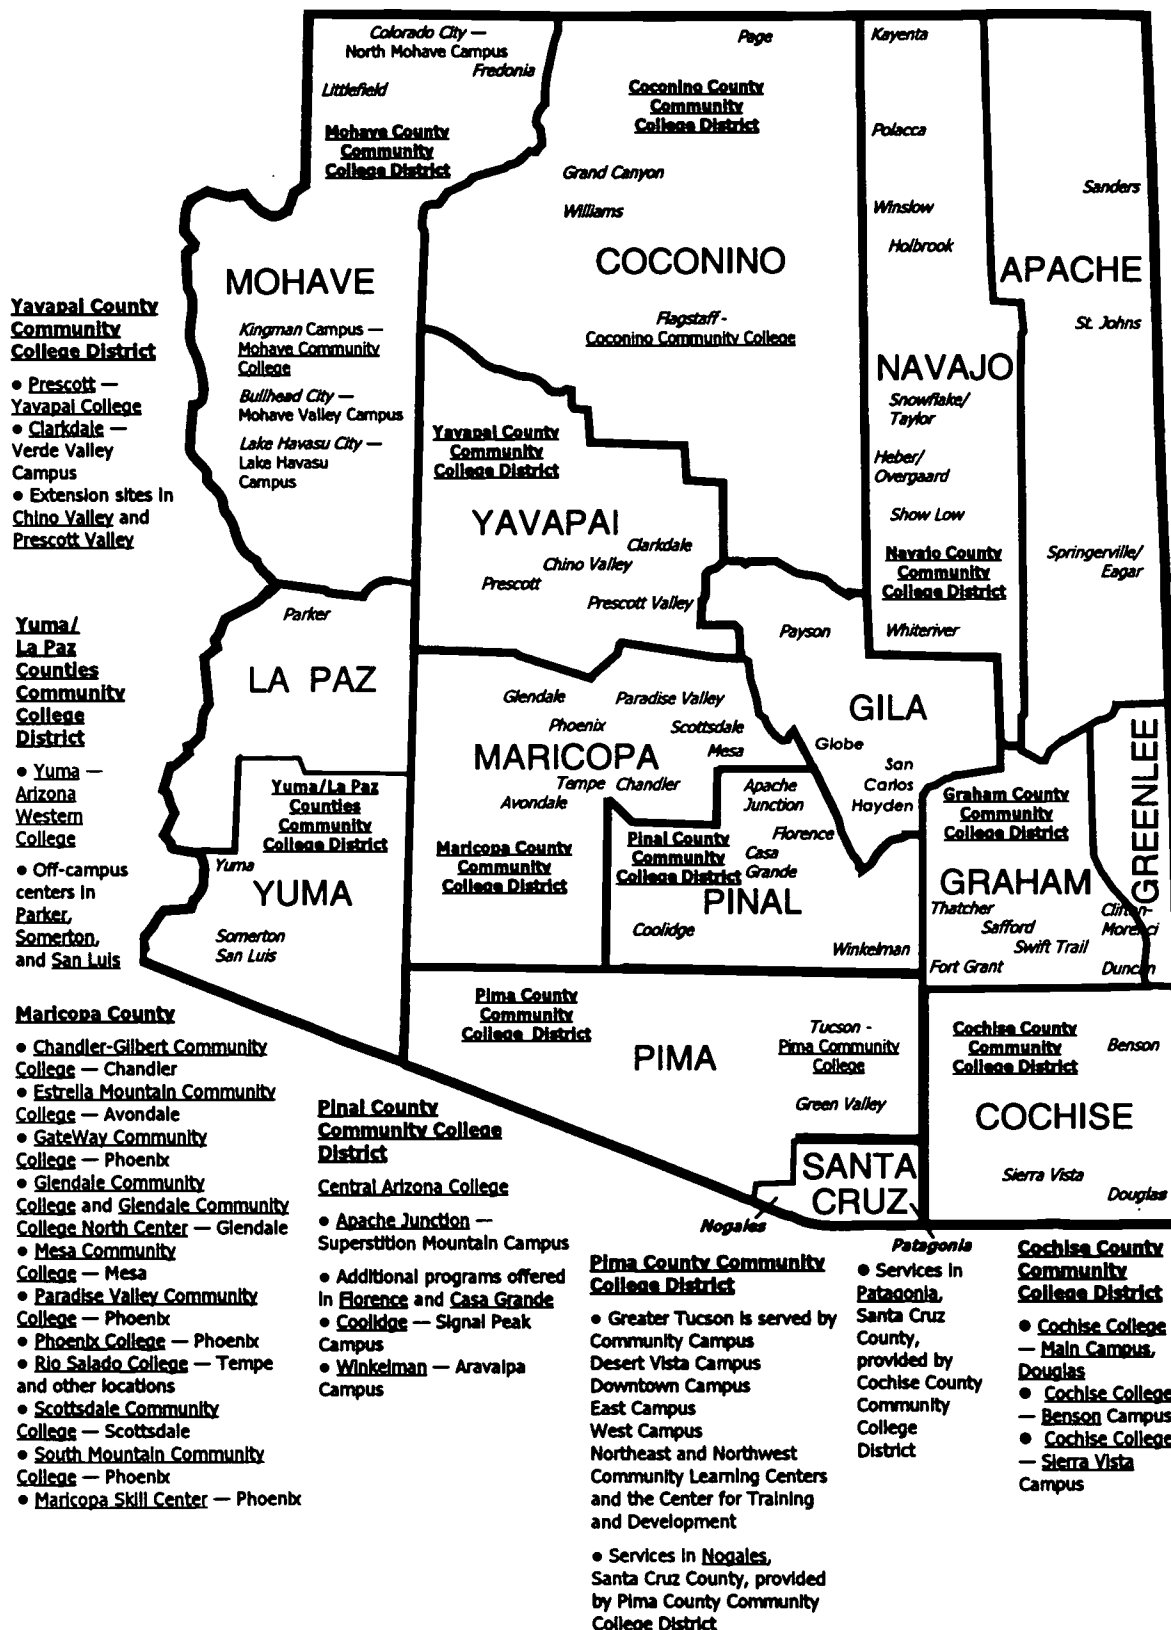 Colorado City —
North Mohave Campus
Fredonia
Littlefield
Mohave County
Community
College District
MOHAVE
Kingman Campus —
Mohave Community
College
Bullhead City —
Mohave Valley Campus
Lake Havasu City —
Lake Havasu
Campus
Page
Coconino County
Community
College District
Grand Canyon
Williams
COCONINO
Flagstaff -
Coconino Community College
Kayenta
Polacca
Winslow
Holbrook
NAVAJO
Snowflake/
Taylor
Heber/
Overgaard
Show Low
Navajo County
Community
College District
Whiteriver
Sanders
APACHE
St. Johns
Springerville/
Eagar
Yavapai County
Community
College District
YAVAPAI
Clarkdale
Chino Valley
Prescott
Prescott Valley
Parker
LA PAZ
Yuma/La Paz
Counties
Community
College District
Yuma
YUMA
Somerton
San Luis
Glendale
Paradise Valley
Phoenix
Scottsdale
MARICOPA
Mesa
Tempe
Chandler
Avondale
Maricopa County
Community
College District
Payson
GILA
Globe
San
Carlos
Hayden
Apache
Junction
Florence
Pinal County
Community
College District
Casa
Grande
PINAL
Coolidge
Winkelman
Graham County
Community
College District
GRAHAM
Thatcher
Safford
Swift Trail
Fort Grant
GREENLEE
Clifton-
Morenci
Duncan
Pima County
Community
College District
PIMA
Tucson -
Pima Community
College
Green Valley
Cochise County
Community
College District
Benson
COCHISE
Sierra Vista
Douglas
SANTA
CRUZ
Nogales
Patagonia
Yavapai County
Community
College District
● Prescott —
Yavapai College
● Clarkdale —
Verde Valley
Campus
● Extension sites in
Chino Valley and
Prescott Valley
Yuma/
La Paz
Counties
Community
College
District
● Yuma —
Arizona
Western
College
● Off-campus
centers in
Parker,
Somerton,
and San Luis
Maricopa County
● Chandler-Gilbert Community
College — Chandler
● Estrella Mountain Community
College — Avondale
● GateWay Community
College — Phoenix
● Glendale Community
College and Glendale Community
College North Center — Glendale
● Mesa Community
College — Mesa
● Paradise Valley Community
College — Phoenix
● Phoenix College — Phoenix
● Rio Salado College — Tempe
and other locations
● Scottsdale Community
College — Scottsdale
● South Mountain Community
College — Phoenix
● Maricopa Skill Center — Phoenix
Pinal County
Community College
District
Central Arizona College
● Apache Junction —
Superstition Mountain Campus
● Additional programs offered
in Florence and Casa Grande
● Coolidge — Signal Peak
Campus
● Winkelman — Aravaipa
Campus
Pima County Community
College District
● Greater Tucson is served by
Community Campus
Desert Vista Campus
Downtown Campus
East Campus
West Campus
Northeast and Northwest
Community Learning Centers
and the Center for Training
and Development
● Services in Nogales,
Santa Cruz County, provided
by Pima County Community
College District
● Services in
Patagonia,
Santa Cruz
County,
provided by
Cochise County
Community
College
District
Cochise County
Community
College District
● Cochise College
— Main Campus,
Douglas
● Cochise College
— Benson Campus
● Cochise College
— Sierra Vista
Campus